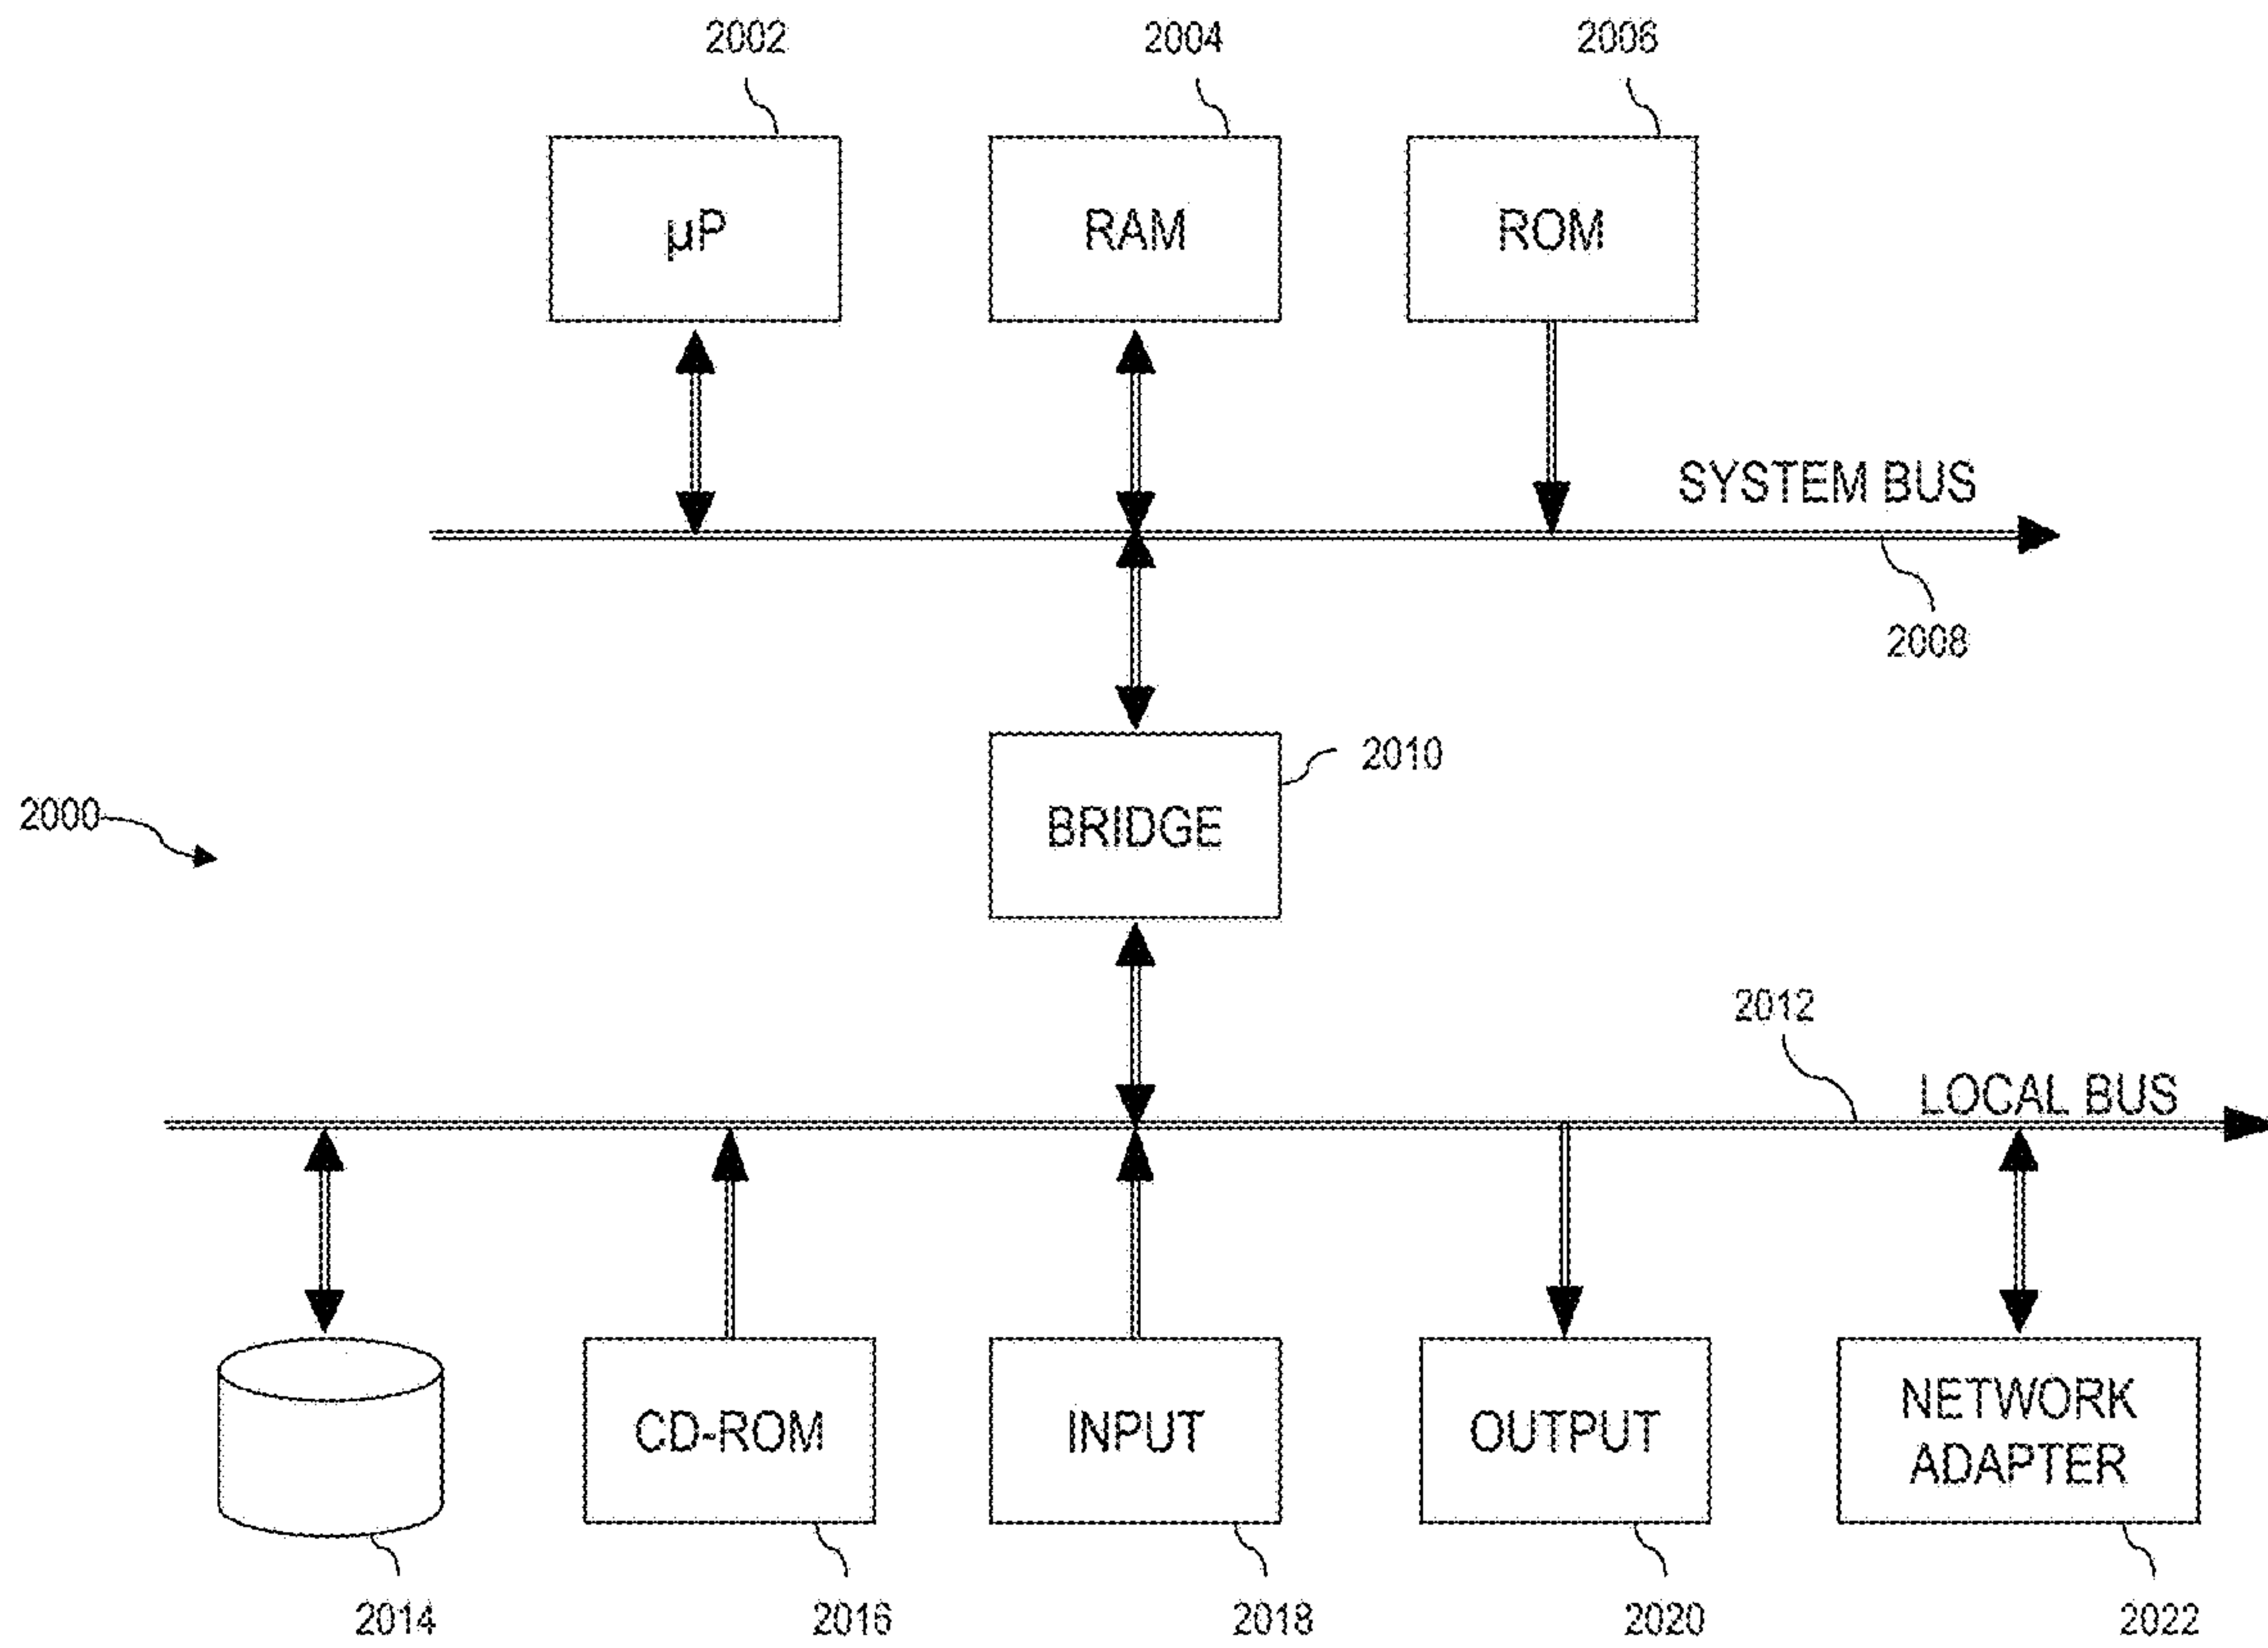 2002
2004
2006
µP
RAM
ROM
SYSTEM BUS
2008
2010
BRIDGE
2000
2012
LOCAL BUS
CD-ROM
INPUT
OUTPUT
NETWORK
ADAPTER
2014
2016
2018
2020
2022